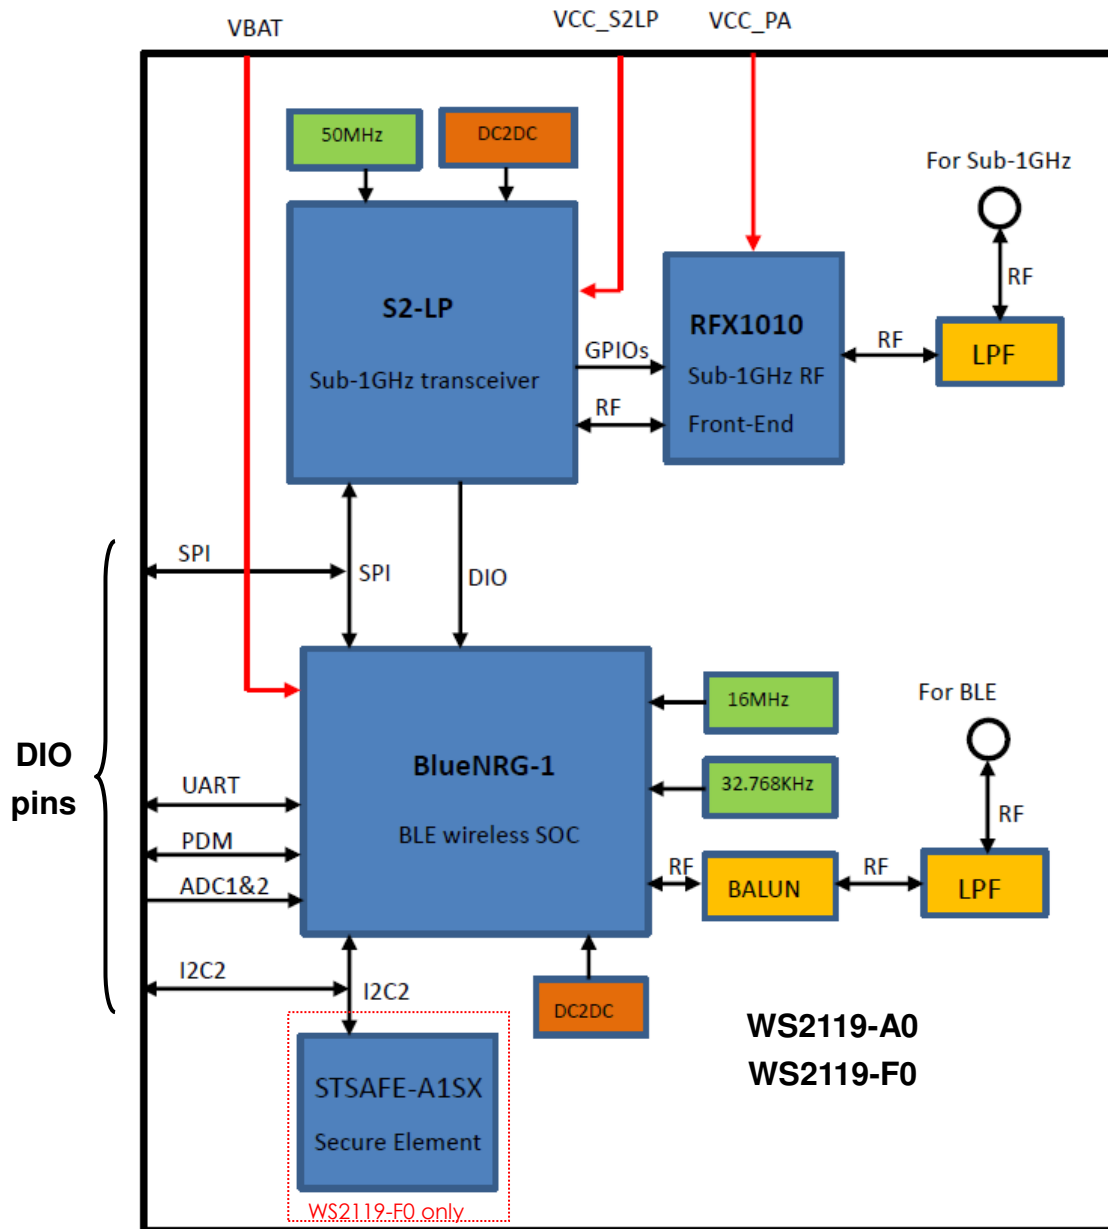 VBAT
VCC_S2LP
VCC_PA
50MHz
DC2DC
For Sub-1GHz
RF
S2-LP
Sub-1GHz transceiver
GPIOs
RF
RFX1010
Sub-1GHz RF
Front-End
RF
LPF
SPI
SPI
DIO
DIO
pins
UART
PDM
ADC1&2
I2C2
BlueNRG-1
BLE wireless SOC
16MHz
32.768KHz
For BLE
RF
RF
BALUN
RF
LPF
I2C2
DC2DC
STSAFE-A1SX
Secure Element
WS2119-F0 only
WS2119-A0
WS2119-F0